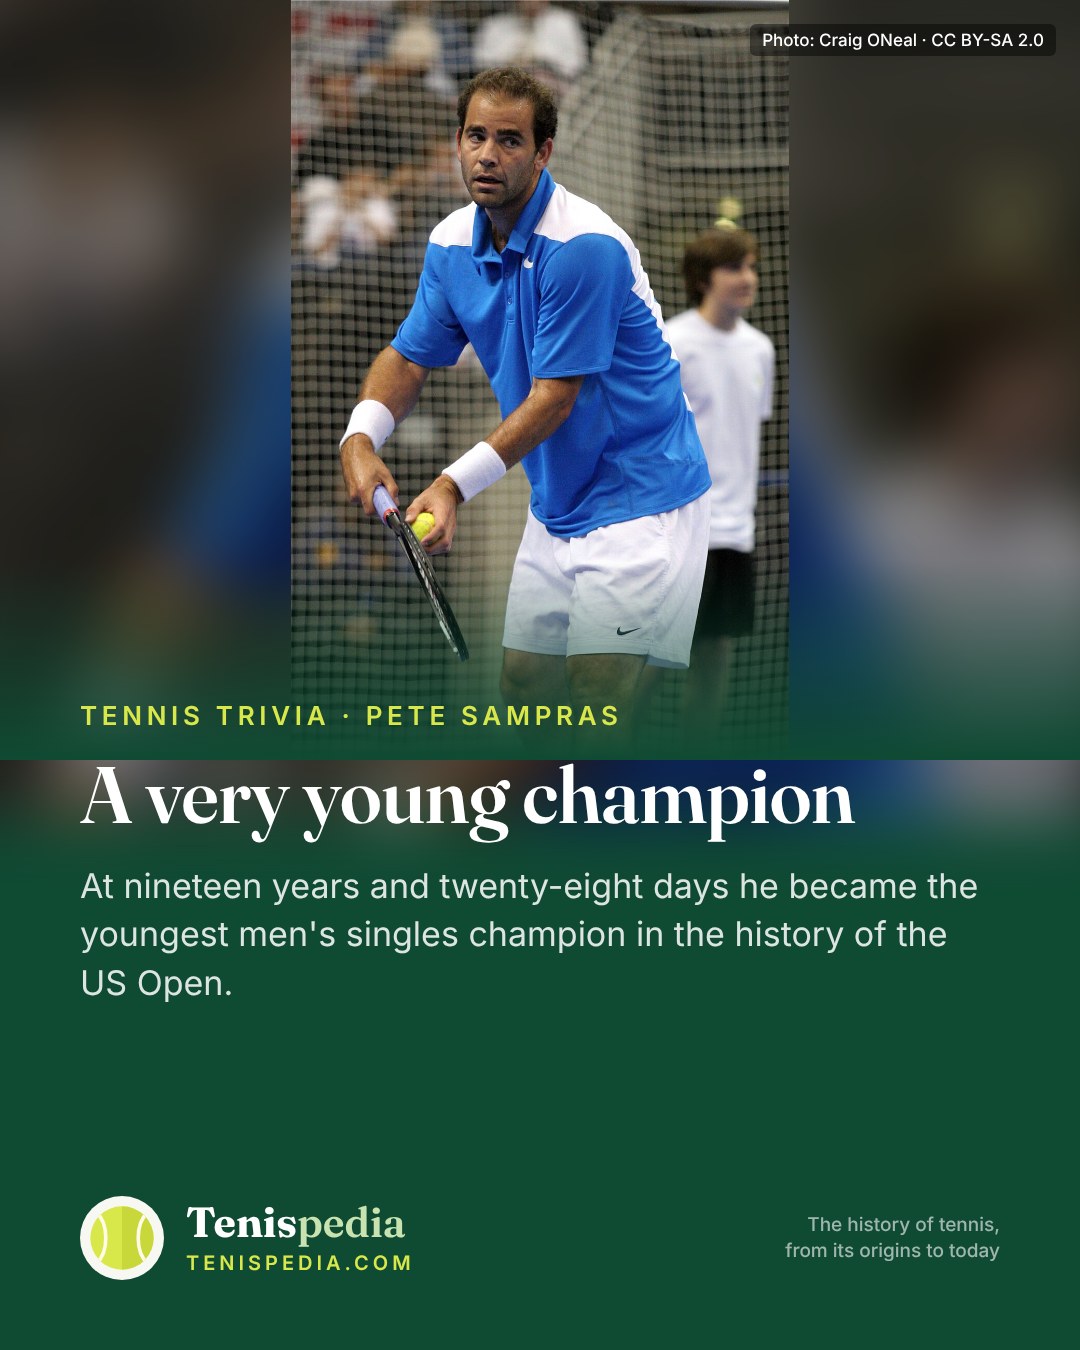 Photo: Craig ONeal · CC BY-SA 2.0
TENNIS TRIVIA · PETE SAMPRAS
A very young champion
At nineteen years and twenty-eight days he became the
youngest men's singles champion in the history of the
US Open.
Tenispedia
TENISPEDIA.COM
The history of tennis,
from its origins to today